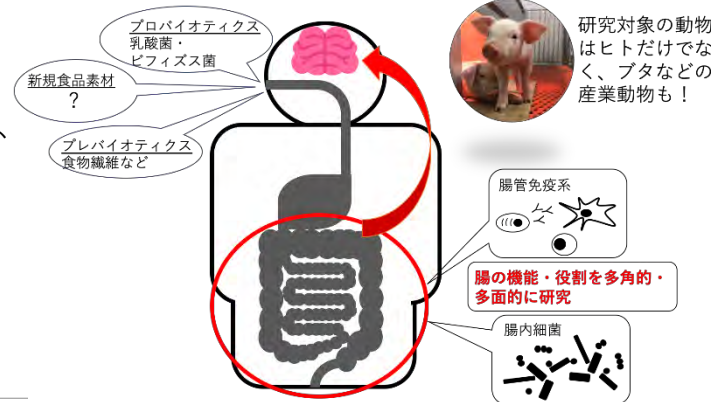 プロバイオティクス
乳酸菌・
ビフィズス菌
新規食品素材
?
プレバイオティクス
食物繊維など
、
研究対象の動物
はヒトだけでな
く、ブタなどの
産業動物も！
腸管免疫系
腸の機能・役割を多角的・
多面的に研究
腸内細菌